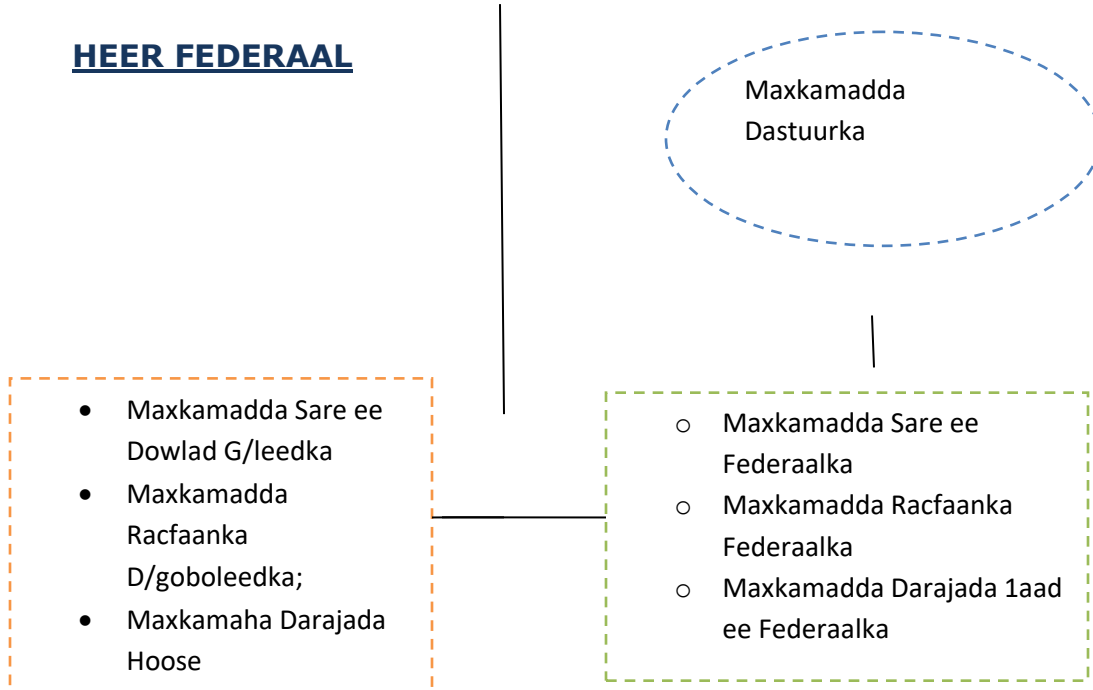 HEER FEDERAAL
Maxkamadda
Dastuurka
• Maxkamadda Sare ee
Dowlad G/leedka
• Maxkamadda
Racfaanka
D/goboleedka;
• Maxkamaha Darajada
Hoose
o Maxkamadda Sare ee
Federaalka
o Maxkamadda Racfaanka
Federaalka
o Maxkamadda Darajada 1aad
ee Federaalka